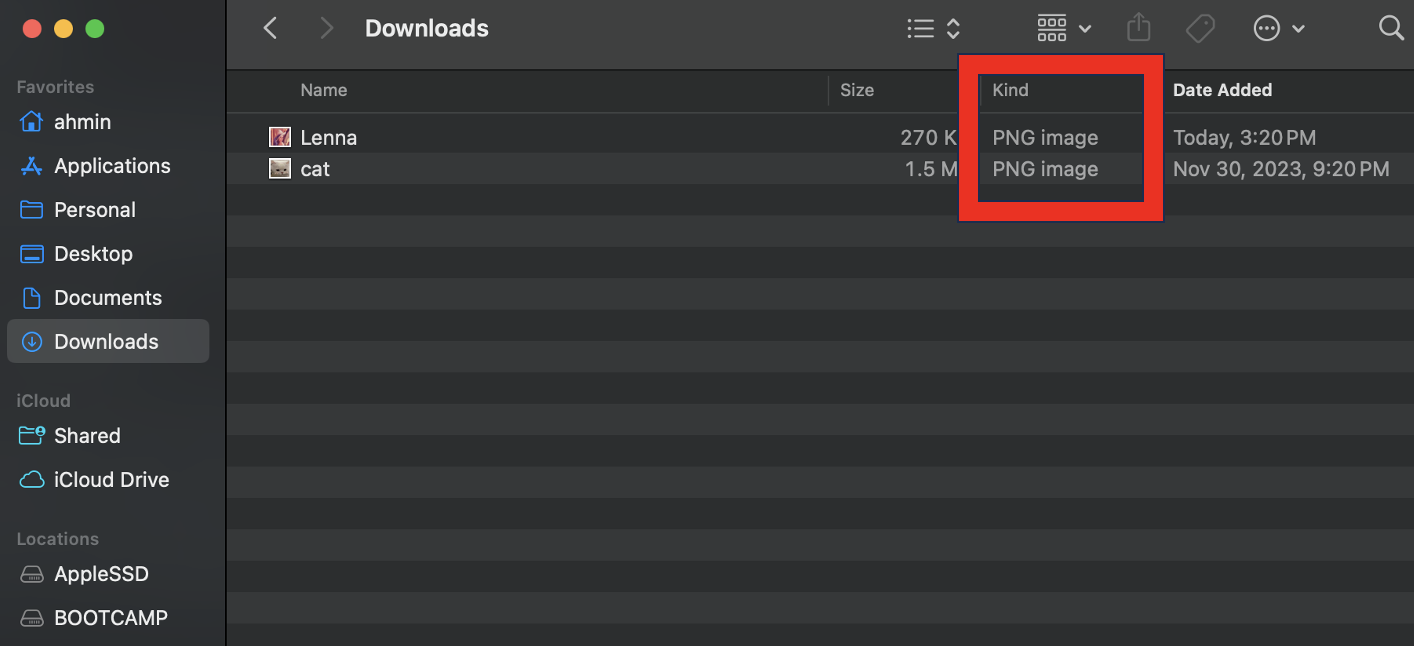 Downloads
Favorites
ahmin
Applications
Personal
Desktop
Documents
Downloads
iCloud
Shared
iCloud Drive
Locations
AppleSSD
BOOTCAMP
Name Size Kind Date Added
Lenna 270 K PNG image Today, 3:20 PM
cat 1.5 M PNG image Nov 30, 2023, 9:20 PM